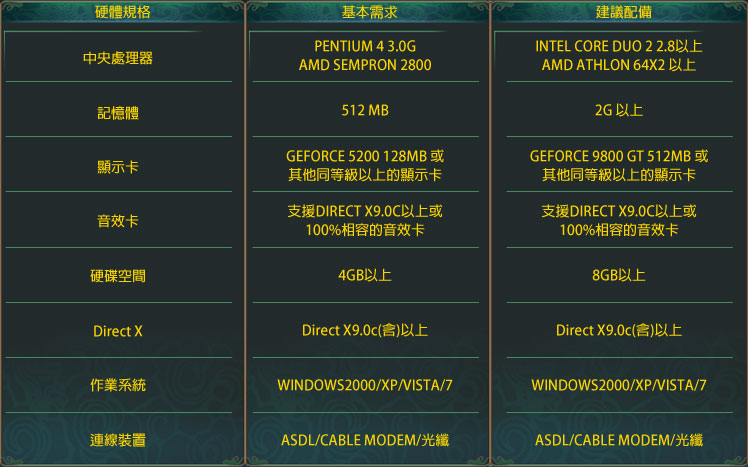 硬體規格 基本需求 建議配備
中央處理器
PENTIUM 4 3.0G
AMD SEMPRON 2800
INTEL CORE DUO 2 2.8以上
AMD ATHLON 64X2 以上
記憶體 512 MB 2G 以上
顯示卡
GEFORCE 5200 128MB 或
其他同等級以上的顯示卡
GEFORCE 9800 GT 512MB 或
其他同等級以上的顯示卡
音效卡
支援DIRECT X9.0C以上或
100%相容的音效卡
支援DIRECT X9.0C以上或
100%相容的音效卡
硬碟空間 4GB以上 8GB以上
Direct X Direct X9.0c(含)以上 Direct X9.0c(含)以上
作業系統 WINDOWS2000/XP/VISTA/7 WINDOWS2000/XP/VISTA/7
連線裝置 ASDL/CABLE MODEM/光纖 ASDL/CABLE MODEM/光纖